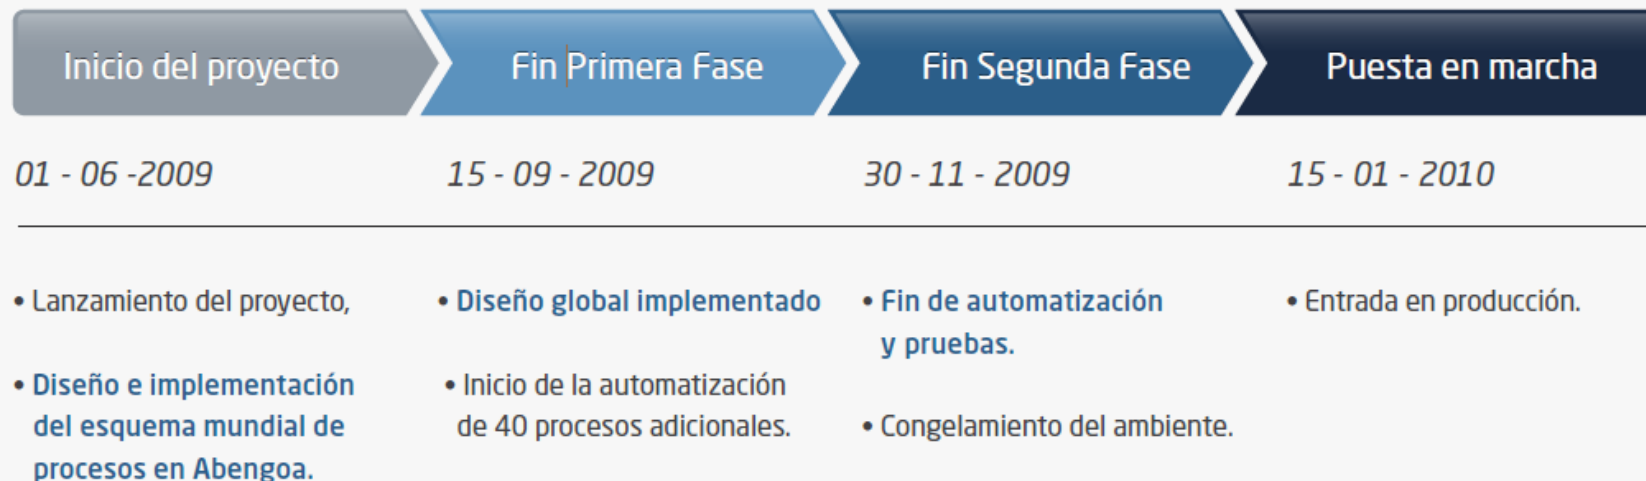 Inicio del proyecto
Fin Primera Fase
Fin Segunda Fase
Puesta en marcha
01 - 06 -2009
15 - 09 - 2009
30 - 11 - 2009
15 - 01 - 2010
• Lanzamiento del proyecto,
• Diseño e implementación
del esquema mundial de
procesos en Abengoa.
• Diseño global implementado
• Inicio de la automatización
de 40 procesos adicionales.
• Fin de automatización
y pruebas.
• Congelamiento del ambiente.
• Entrada en producción.